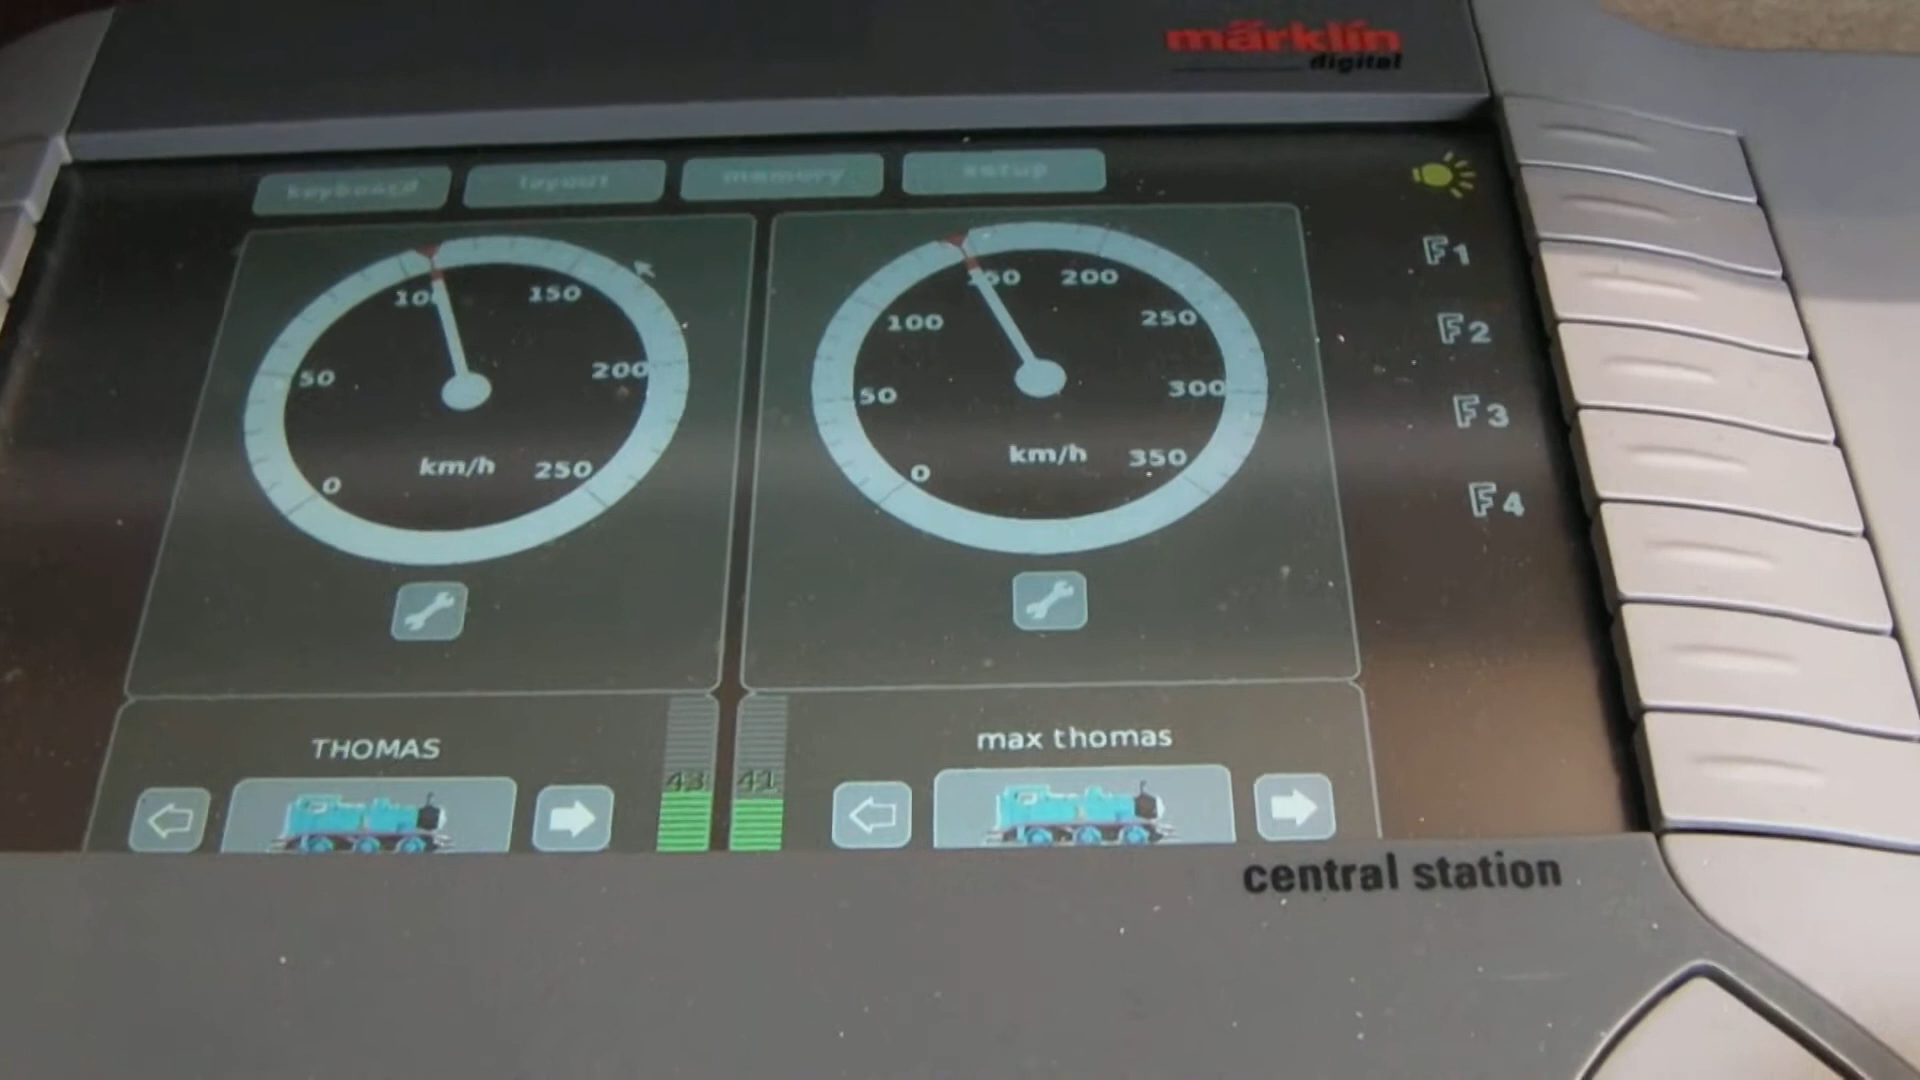 märklin
digital
keyboard layout memory setup
100 150
50 200
km/h
0 250
150 200
100 250
50 300
km/h
0 350
F1
F2
F3
F4
THOMAS
43 41
max thomas
central station